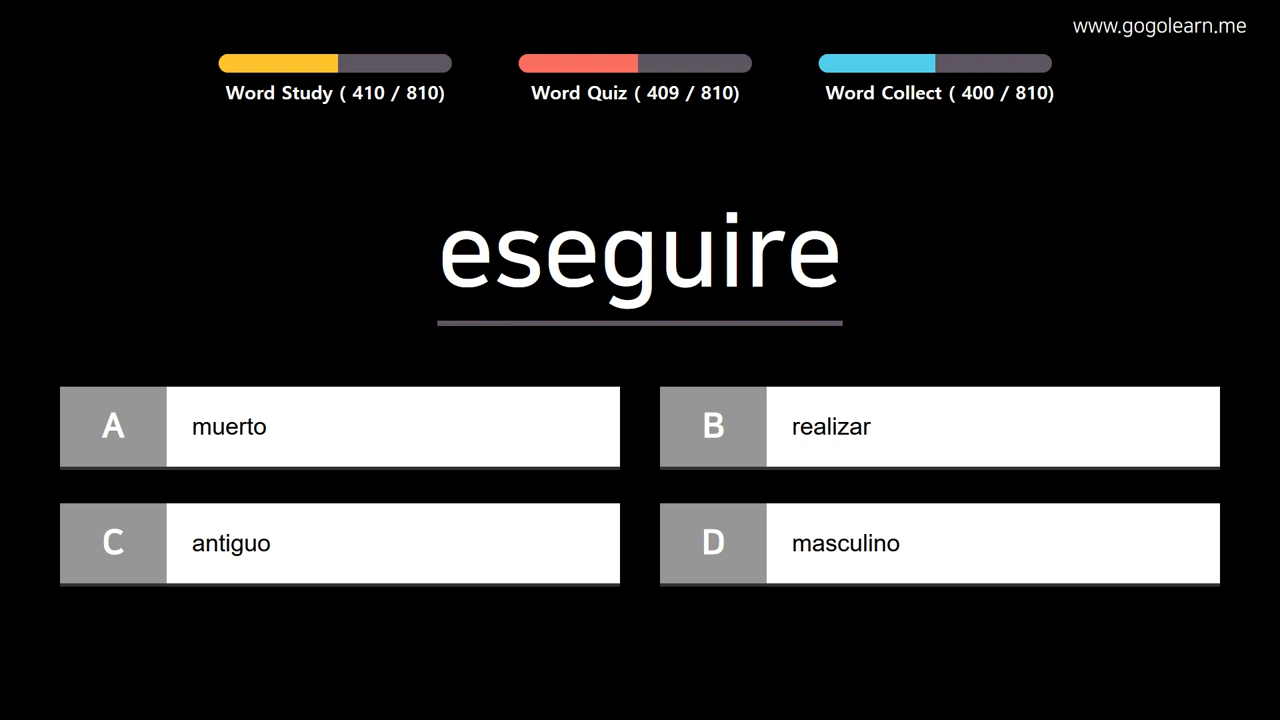 www.gogolearn.me
Word Study ( 410 / 810)
Word Quiz ( 409 / 810)
Word Collect ( 400 / 810)
eseguire
A muerto
B realizar
C antiguo
D masculino